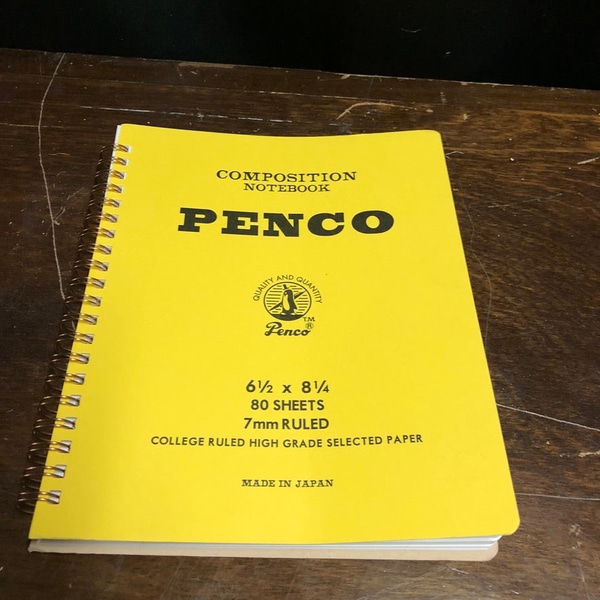 COMPOSITION
NOTEBOOK
PENCO
QUALITY AND QUANTITY
T.M.
Penco®
6½ x 8¼
80 SHEETS
7mm RULED
COLLEGE RULED HIGH GRADE SELECTED PAPER
MADE IN JAPAN